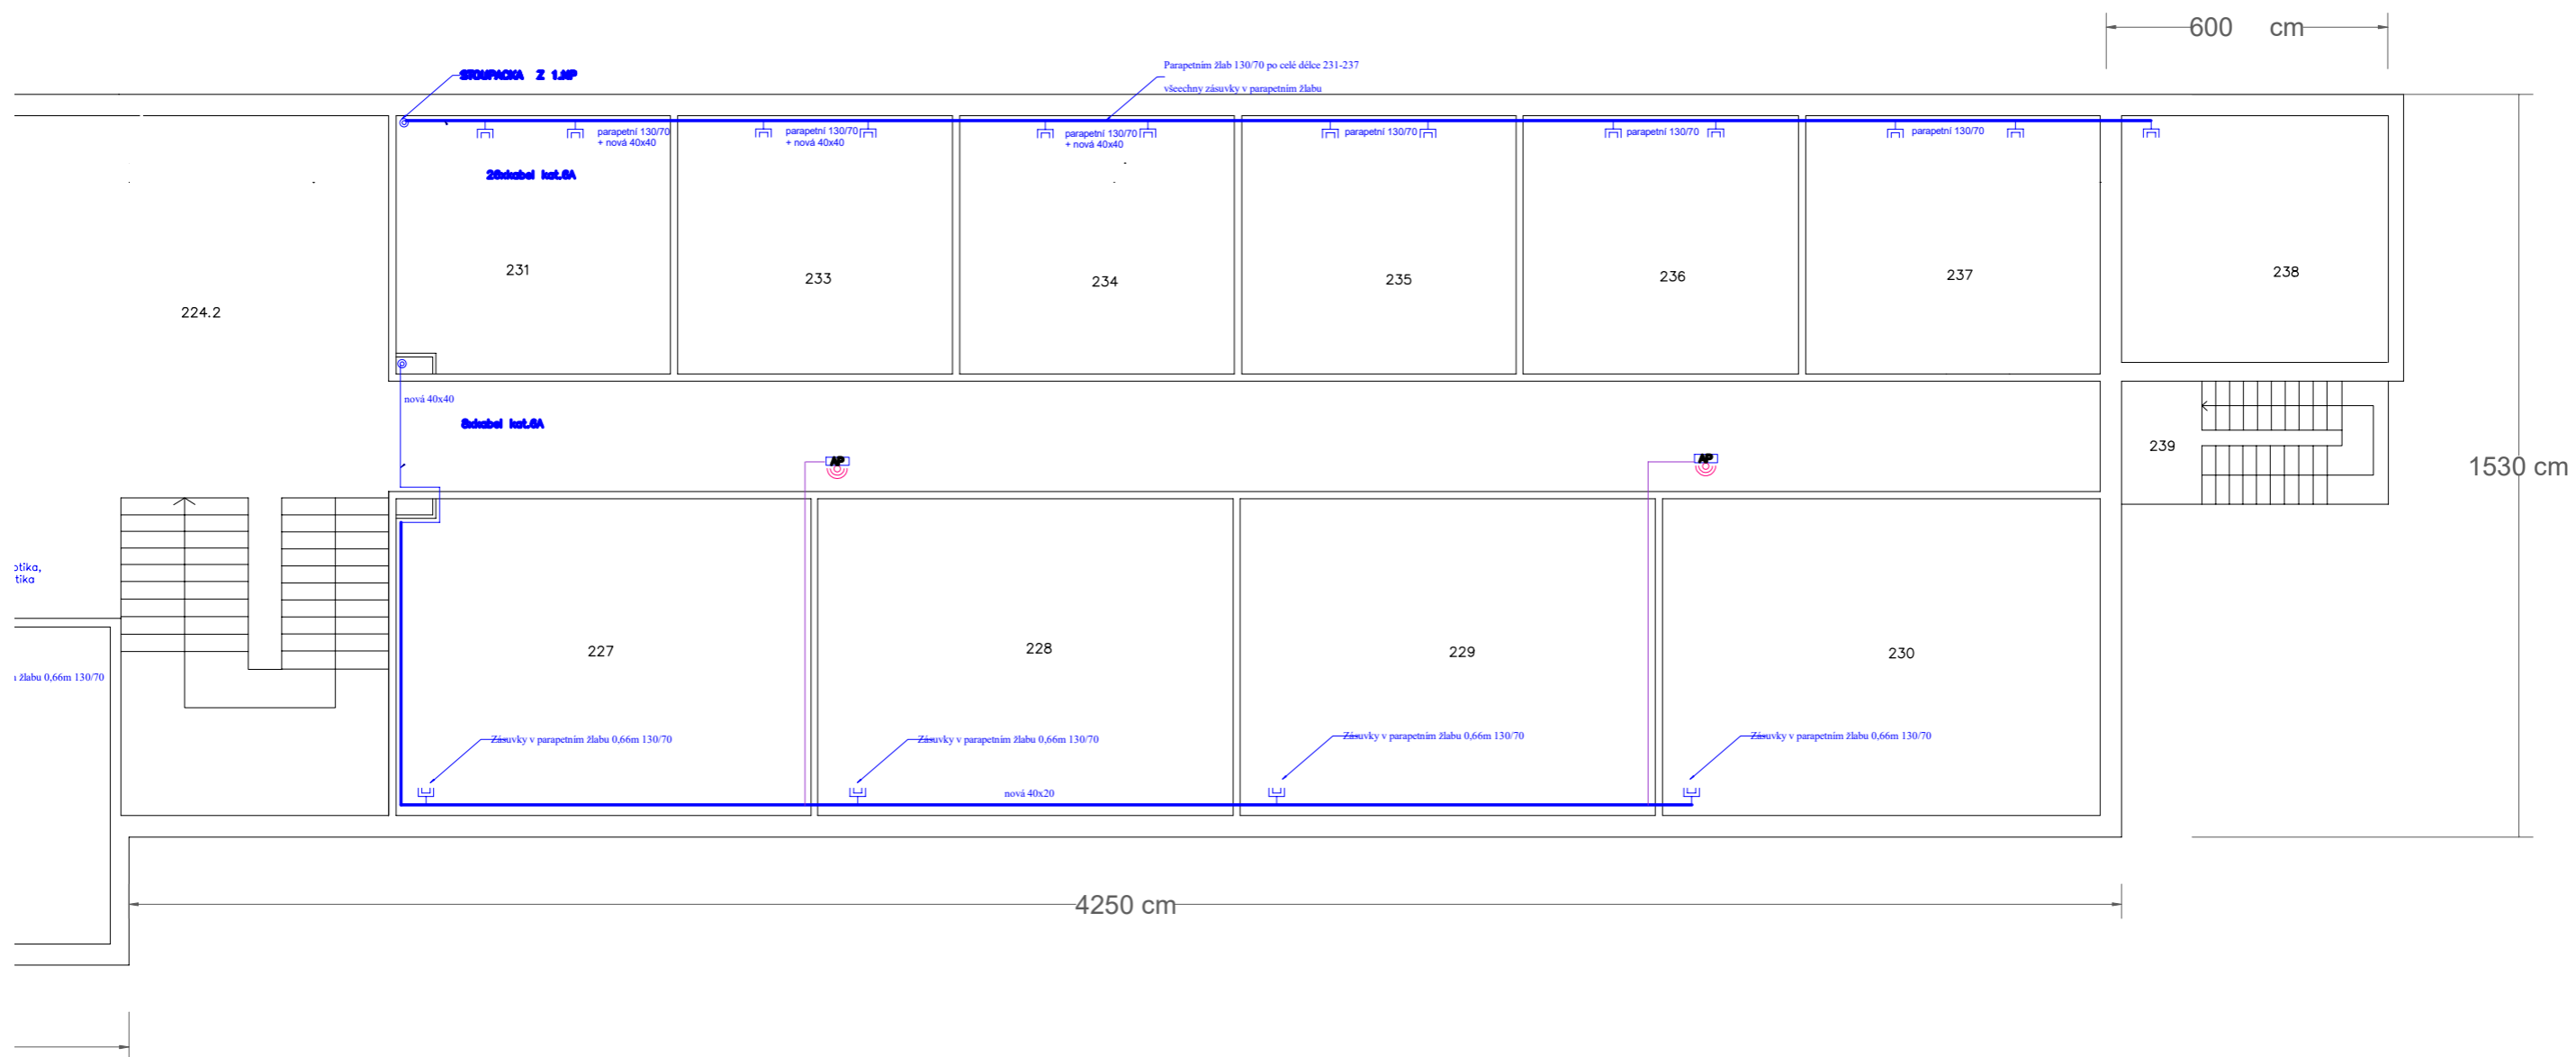 600 cm
STOUPACKA Z 1.NP
Parapetním žlab 130/70 po celé délce 231-237
všeechny zásuvky v parapetním žlabu
parapetní 130/70
+ nová 40x40
parapetní 130/70
+ nová 40x40
parapetní 130/70
+ nová 40x40
parapetní 130/70
parapetní 130/70
parapetní 130/70
26xkabel kat.6A
231
233
234
235
236
237
238
224.2
nová 40x40
8xkabel kat.6A
AP
AP
239
1530 cm
tika
227
228
229
230
žlabu 0,66m 130/70
Zásuvky v parapetním žlabu 0,66m 130/70
Zásuvky v parapetním žlabu 0,66m 130/70
Zásuvky v parapetním žlabu 0,66m 130/70
Zásuvky v parapetním žlabu 0,66m 130/70
nová 40x20
4250 cm